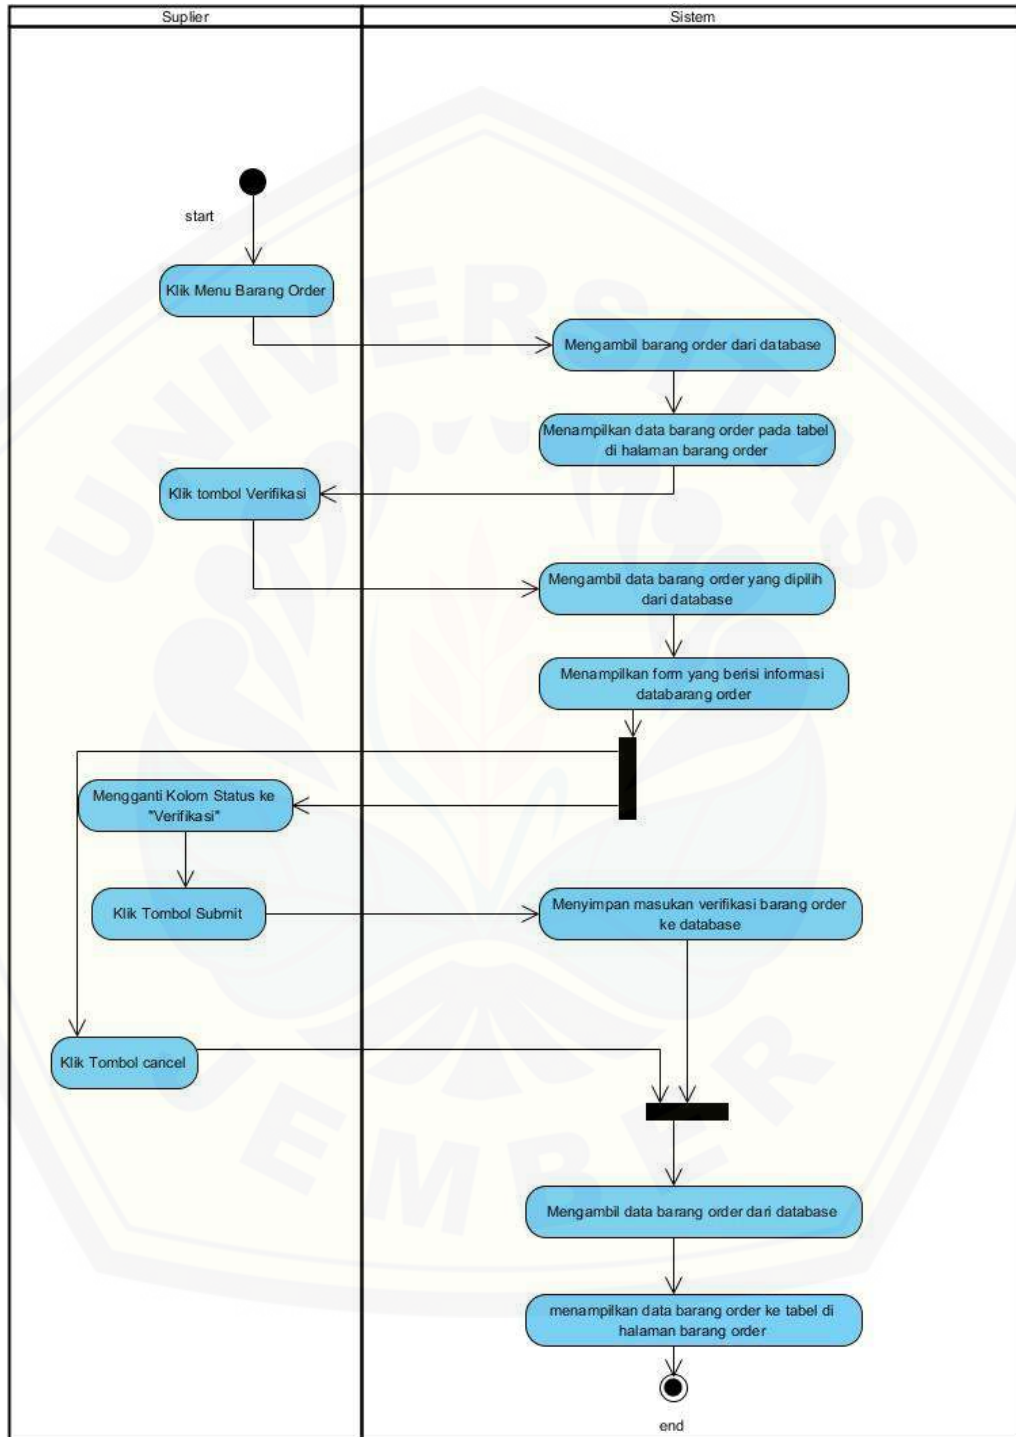 Suplier
Sistem
start
Klik Menu Barang Order
Mengambil barang order dari database
Menampilkan data barang order pada tabel
di halaman barang order
Klik tombol Verifikasi
Mengambil data barang order yang dipilih
dari database
Menampilkan form yang berisi informasi
databarang order
Mengganti Kolom Status ke
"Verifikasi"
Klik Tombol Submit
Menyimpan masukan verifikasi barang order
ke database
Klik Tombol cancel
Mengambil data barang order dari database
menampilkan data barang order ke tabel di
halaman barang order
end
UNIVERSITAS
JEMBER